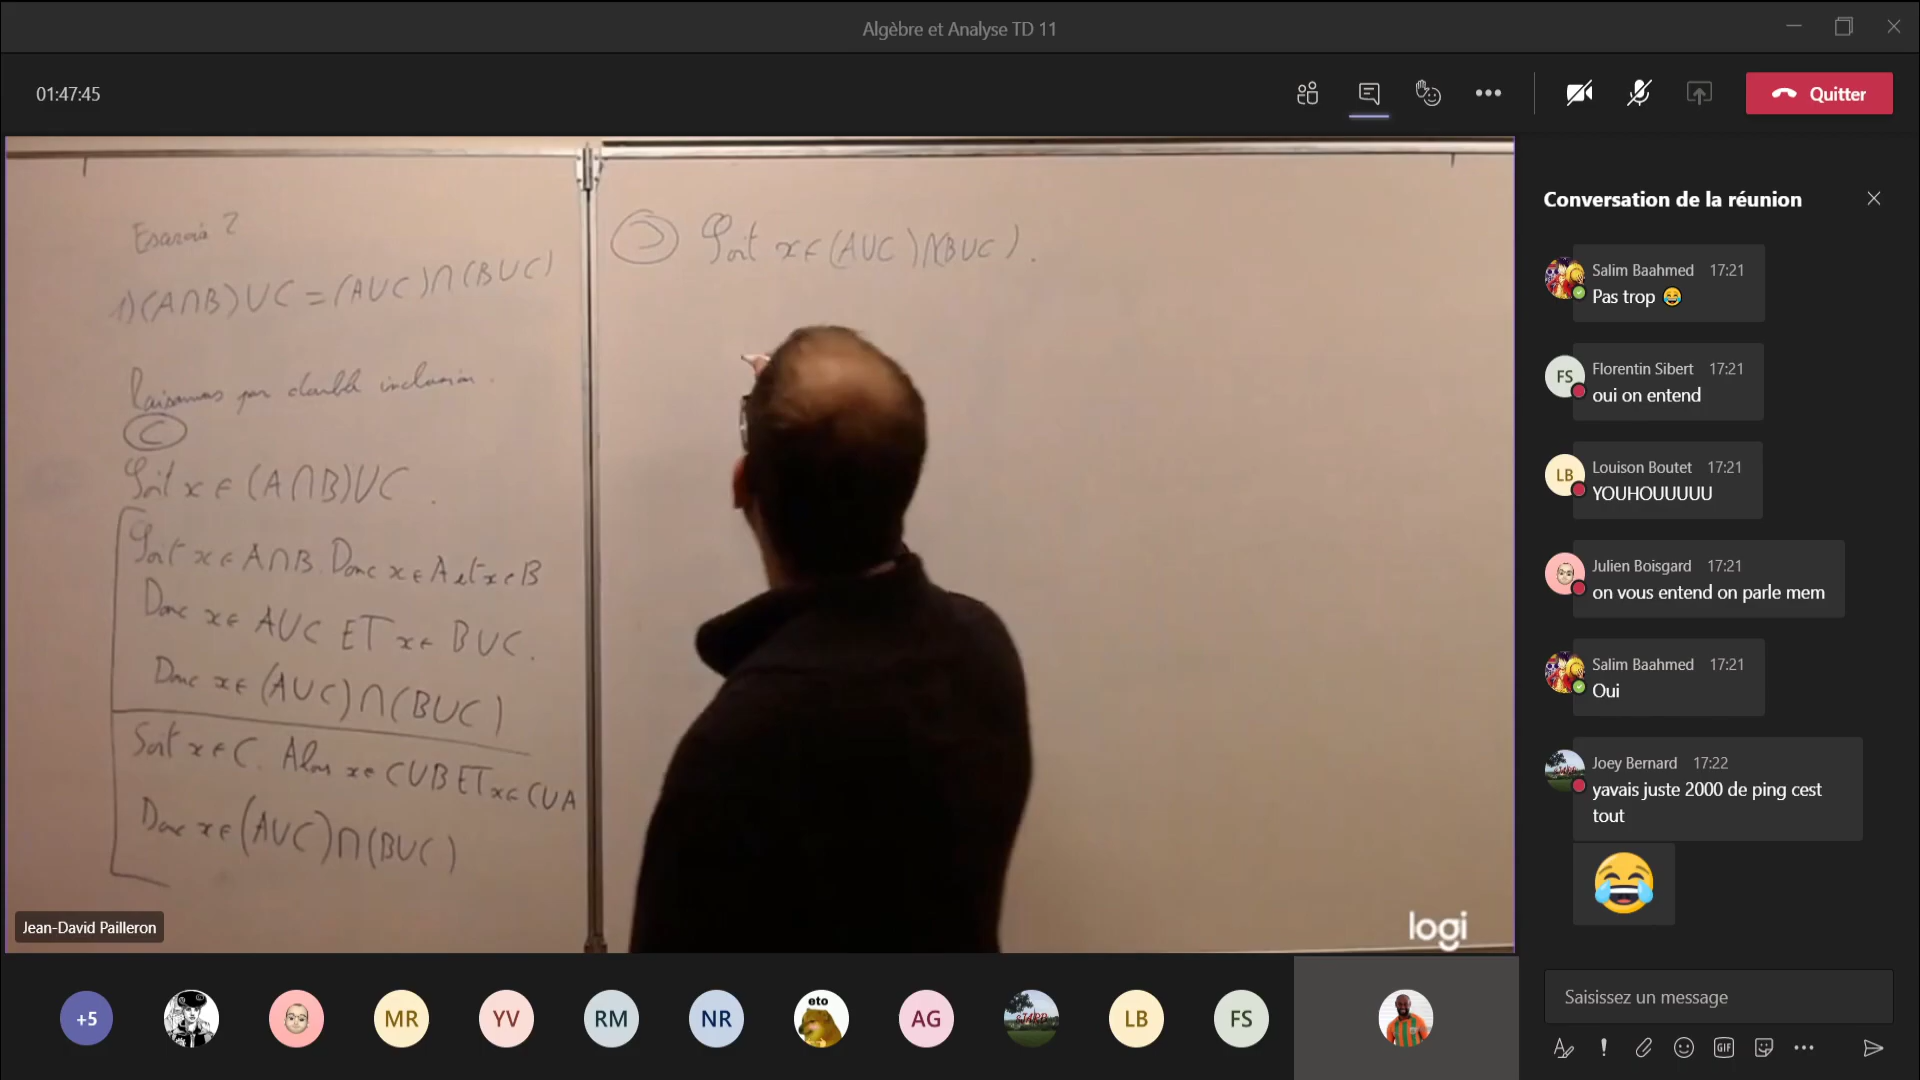 Algèbre et Analyse TD 11
01:47:45
Quitter
Exercice 2
1) (A∩B)∪C = (A∪C)∩(B∪C)
Raisonnons par double inclusion.
⊂
Soit x ∈ (A∩B)∪C.
Soit x ∈ A∩B. Donc x ∈ A et x ∈ B
Donc x ∈ A∪C ET x ∈ B∪C.
Donc x ∈ (A∪C)∩(B∪C)
Soit x ∈ C. Alors x ∈ C∪B ET x ∈ C∪A
Donc x ∈ (A∪C)∩(B∪C)
⊃ Soit x ∈ (A∪C)∩(B∪C).
logi
Jean-David Pailleron
Conversation de la réunion
Salim Baahmed 17:21
Pas trop 😂
FS
Florentin Sibert 17:21
oui on entend
LB
Louison Boutet 17:21
YOUHOUUUUU
Julien Boisgard 17:21
on vous entend on parle mem
Salim Baahmed 17:21
Oui
Joey Bernard 17:22
yavais juste 2000 de ping cest
tout
😂
Saisissez un message
GIF
+5
MR
YV
RM
NR
eto
AG
LB
FS